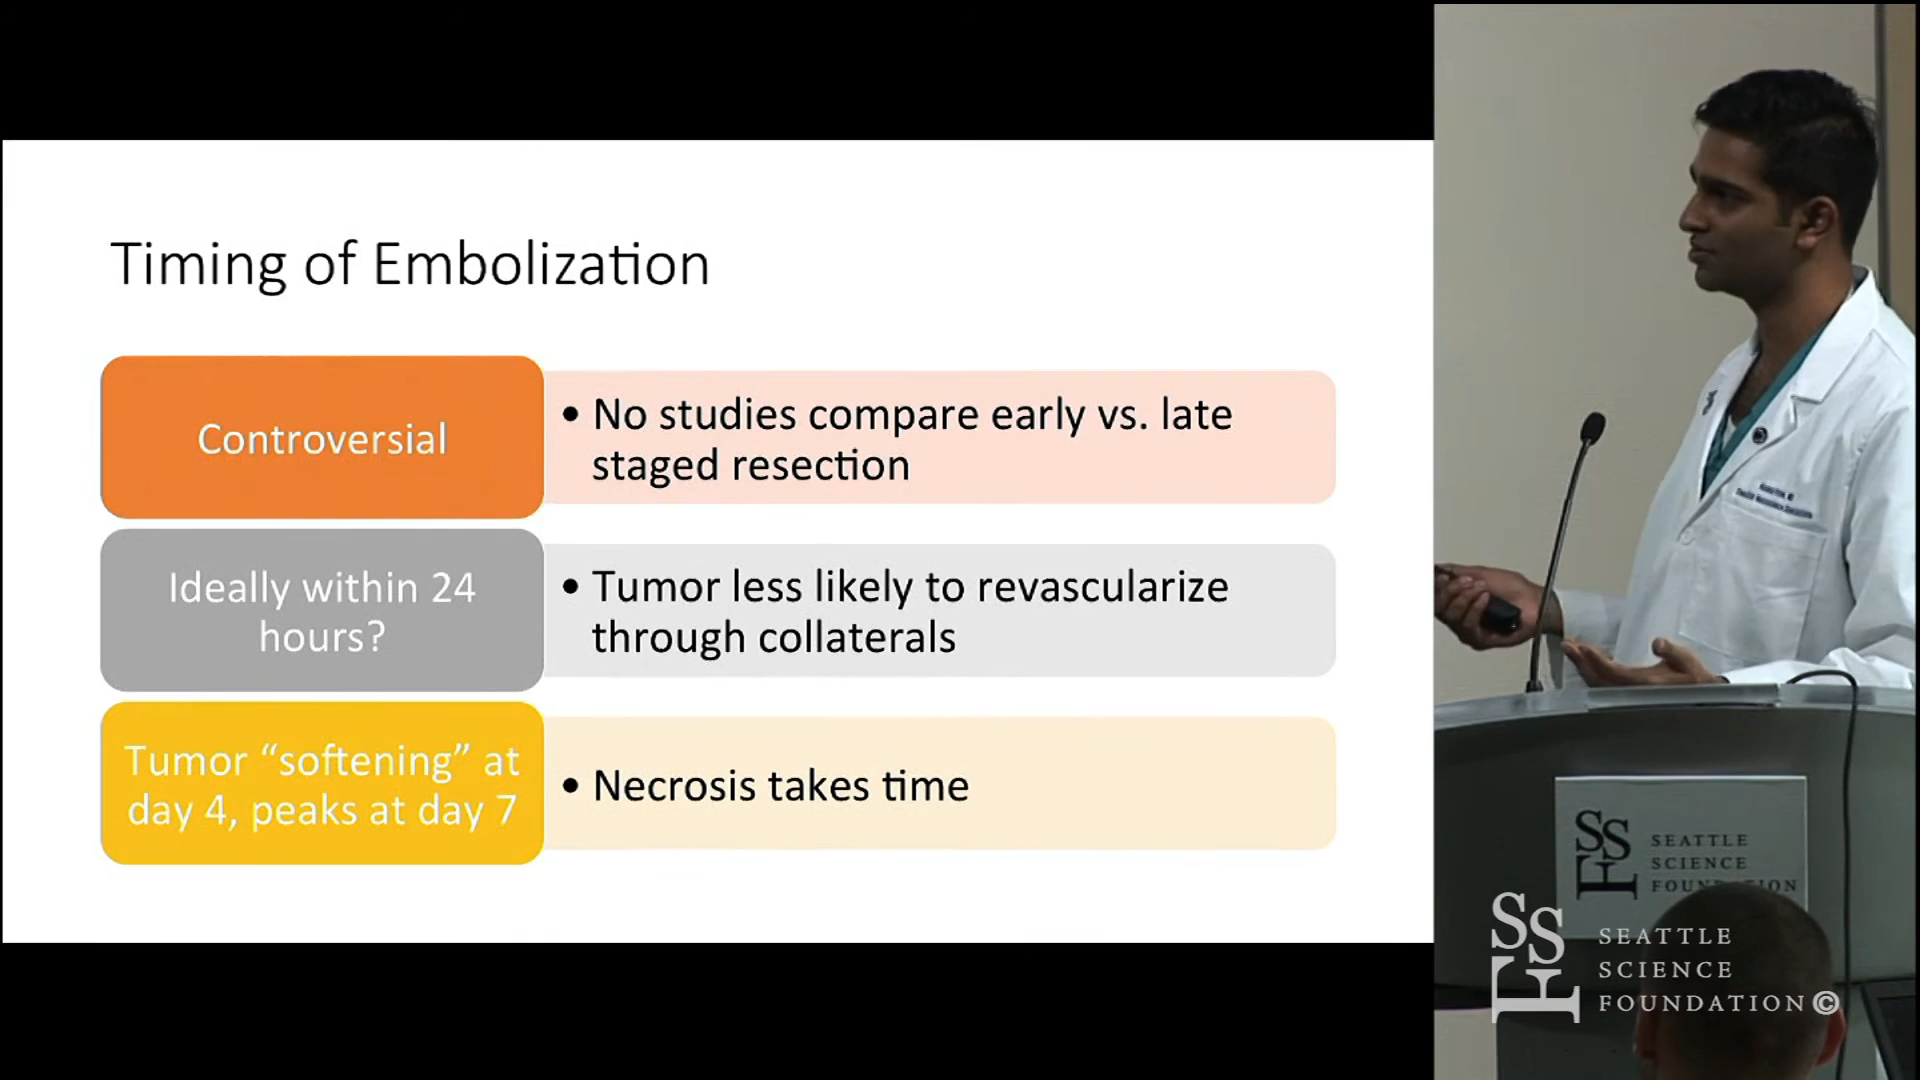 Timing of Embolization
Controversial
• No studies compare early vs. late
staged resection
Ideally within 24
hours?
• Tumor less likely to revascularize
through collaterals
Tumor “softening” at
day 4, peaks at day 7
• Necrosis takes time
SEATTLE
SCIENCE
SSF
SEATTLE
SCIENCE
FOUNDATION©